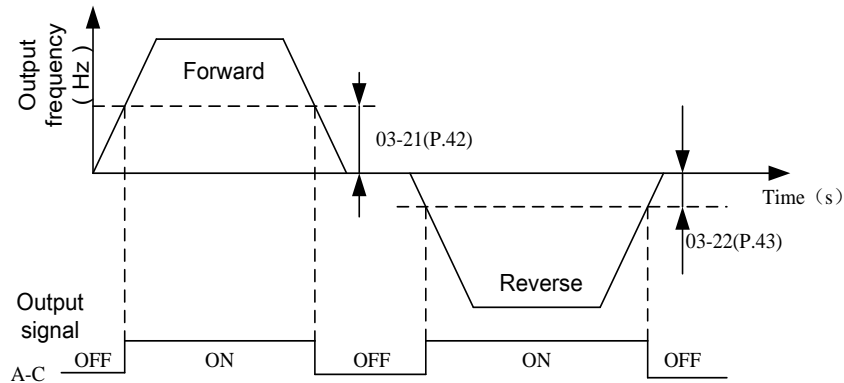 Output
frequency
( Hz )
Forward
03-21(P.42)
Time（s）
03-22(P.43)
Reverse
Output
signal
A-C
OFF
ON
OFF
ON
OFF